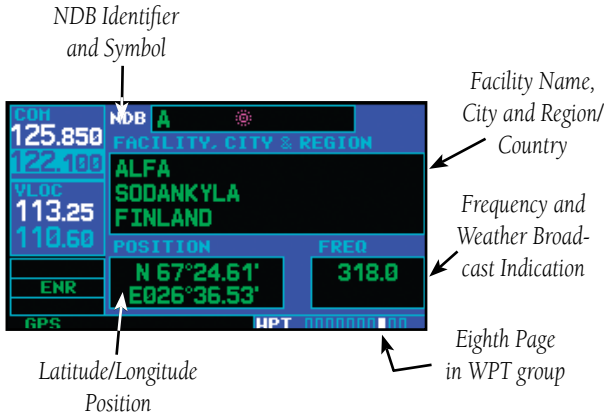 NDB Identifier
and Symbol
Facility Name,
City and Region/
Country
COM
125.850
122.100
VLOC
113.25
110.60
ENR
GPS
NDB A
FACILITY, CITY & REGION
ALFA
SODANKYLA
FINLAND
POSITION
N 67°24.61'
E026°36.53'
FREQ
318.0
WPT
Frequency and
Weather Broad-
cast Indication
Eighth Page
in WPT group
Latitude/Longitude
Position